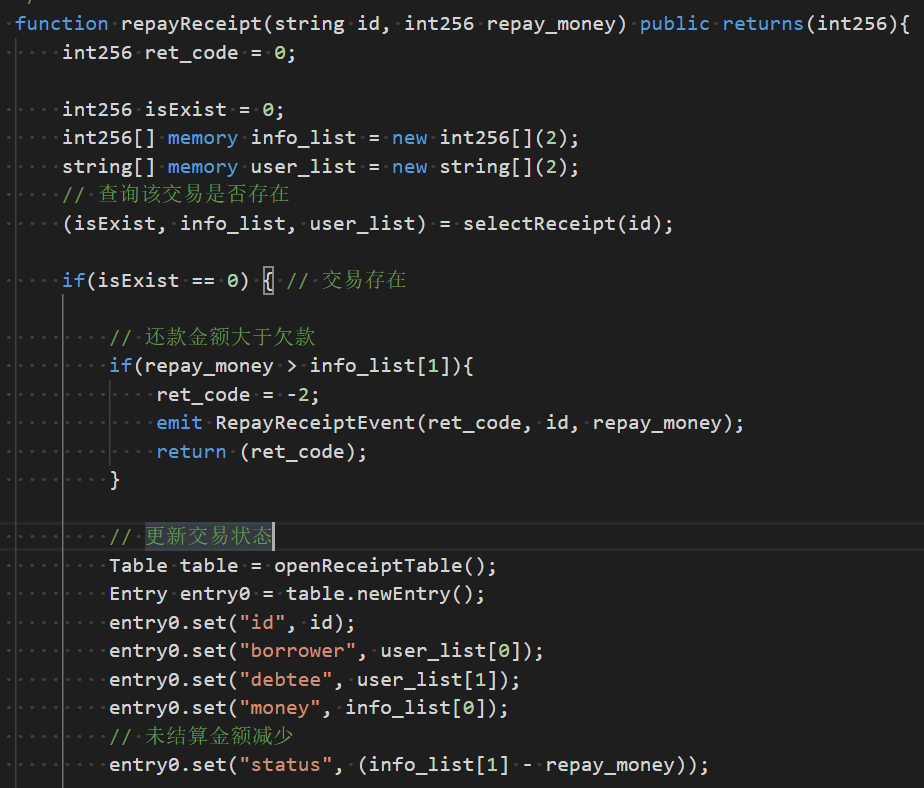 function repayReceipt(string id, int256 repay_money) public returns(int256){
int256 ret_code = 0;
int256 isExist = 0;
int256[] memory info_list = new int256[](2);
string[] memory user_list = new string[](2);
// 查询该交易是否存在
(isExist, info_list, user_list) = selectReceipt(id);
if(isExist == 0) { // 交易存在
// 还款金额大于欠款
if(repay_money > info_list[1]){
ret_code = -2;
emit RepayReceiptEvent(ret_code, id, repay_money);
return (ret_code);
}
// 更新交易状态
Table table = openReceiptTable();
Entry entry0 = table.newEntry();
entry0.set("id", id);
entry0.set("borrower", user_list[0]);
entry0.set("debtee", user_list[1]);
entry0.set("money", info_list[0]);
// 未结算金额减少
entry0.set("status", (info_list[1] - repay_money));